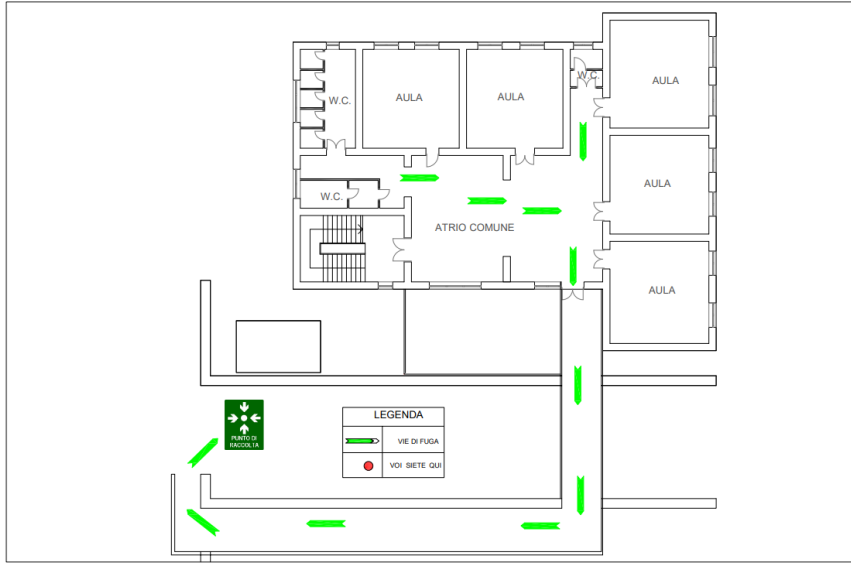 W.C.
AULA
AULA
W.C.
AULA
AULA
W.C.
ATRIO COMUNE
AULA
PUNTO DI
RACCOLTA
LEGENDA
VIE DI FUGA
VOI SIETE QUI